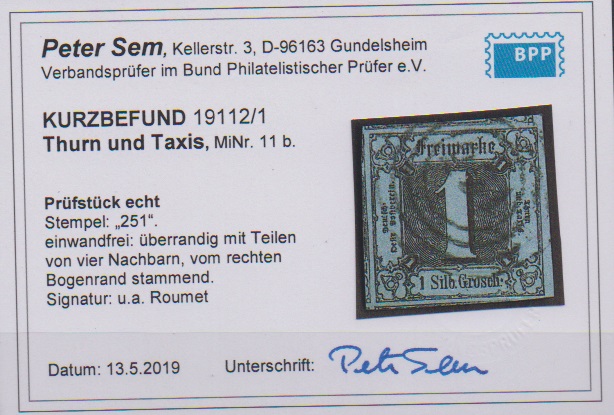 Peter Sem, Kellerstr. 3, D-96163 Gundelsheim
Verbandsprüfer im Bund Philatelistischer Prüfer e.V.
BPP
KURZBEFUND 19112/1
Thurn und Taxis, MiNr. 11 b.
Prüfstück echt
Stempel: „251“.
einwandfrei: überrandig mit Teilen
von vier Nachbarn, vom rechten
Bogenrand stammend.
Signatur: u.a. Roumet
Freimarke
1
1 Silb. Grosch.
Datum: 13.5.2019
Unterschrift: Peter Sem